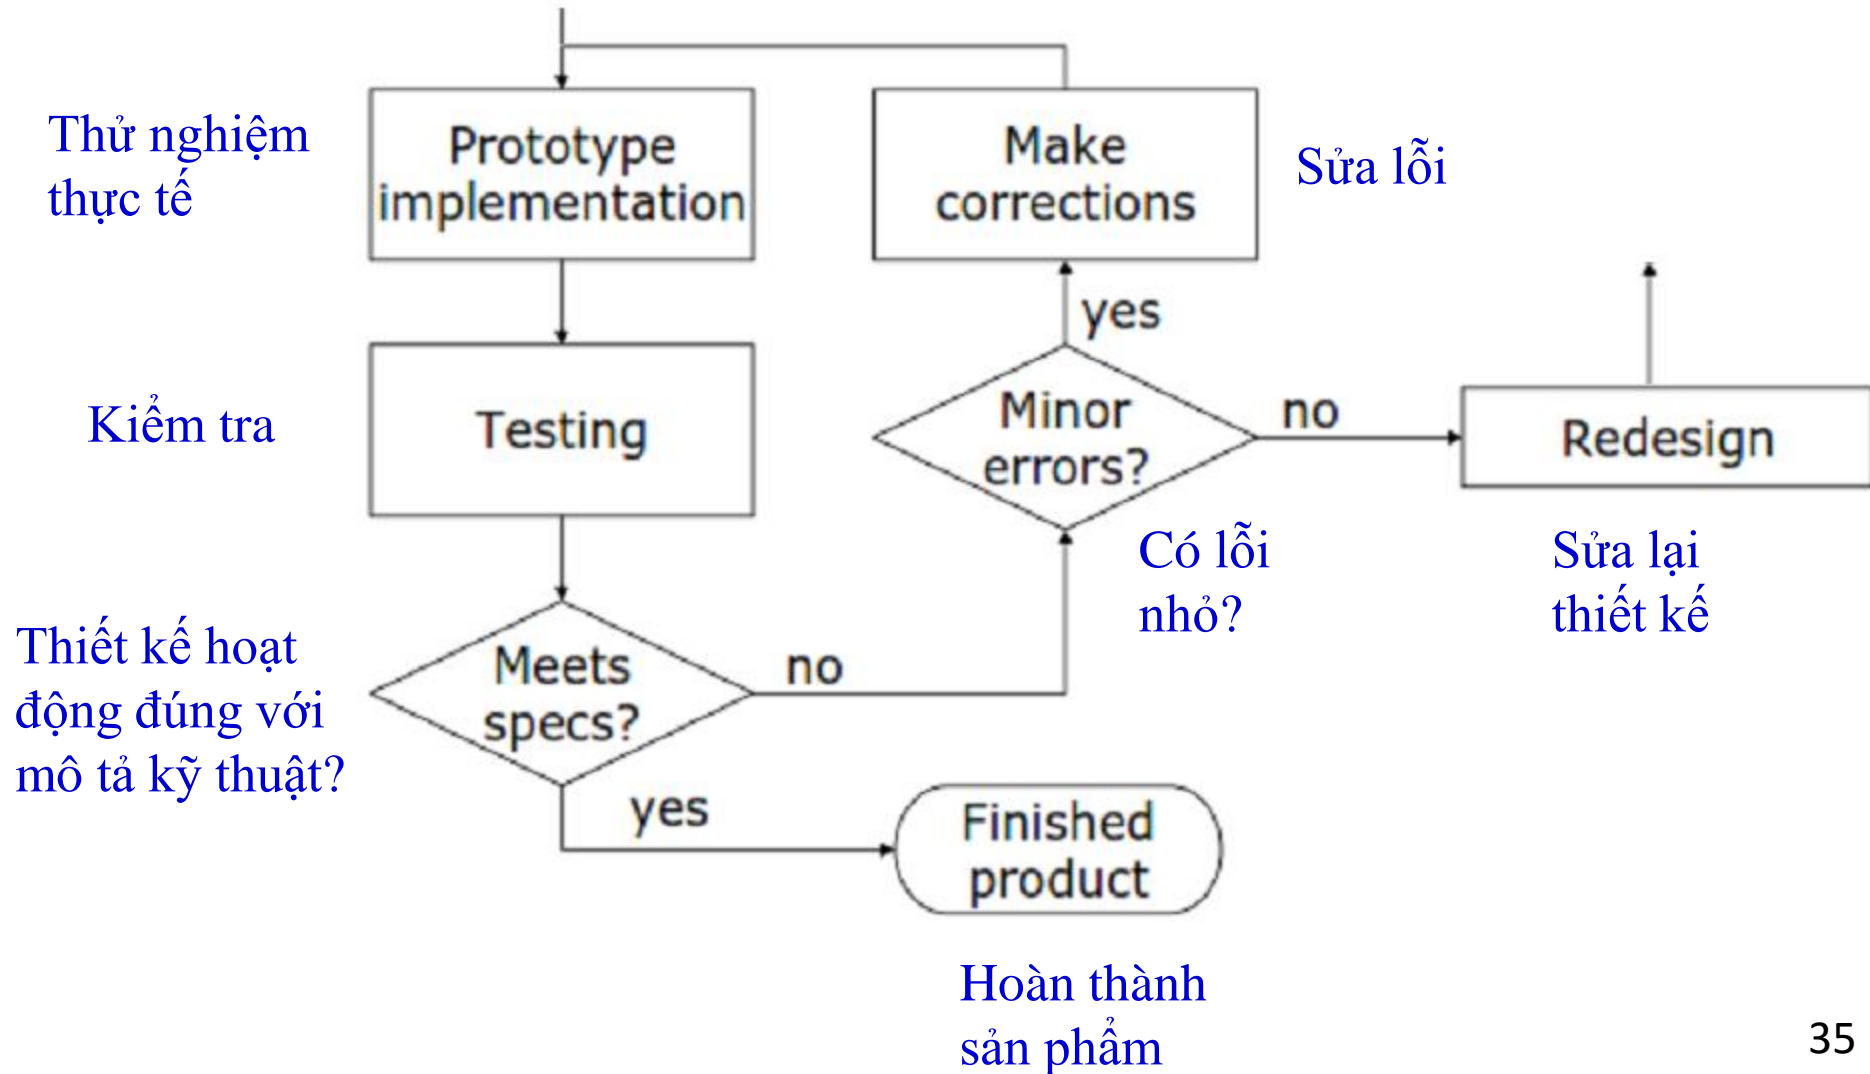 Thử nghiệm
thực tế
Prototype
implementation
Make
corrections
Sửa lỗi
yes
Kiểm tra
Testing
Minor
errors?
no
Redesign
Có lỗi
nhỏ?
Sửa lại
thiết kế
Thiết kế hoạt
động đúng với
mô tả kỹ thuật?
Meets
specs?
no
yes
Finished
product
Hoàn thành
sản phẩm
35